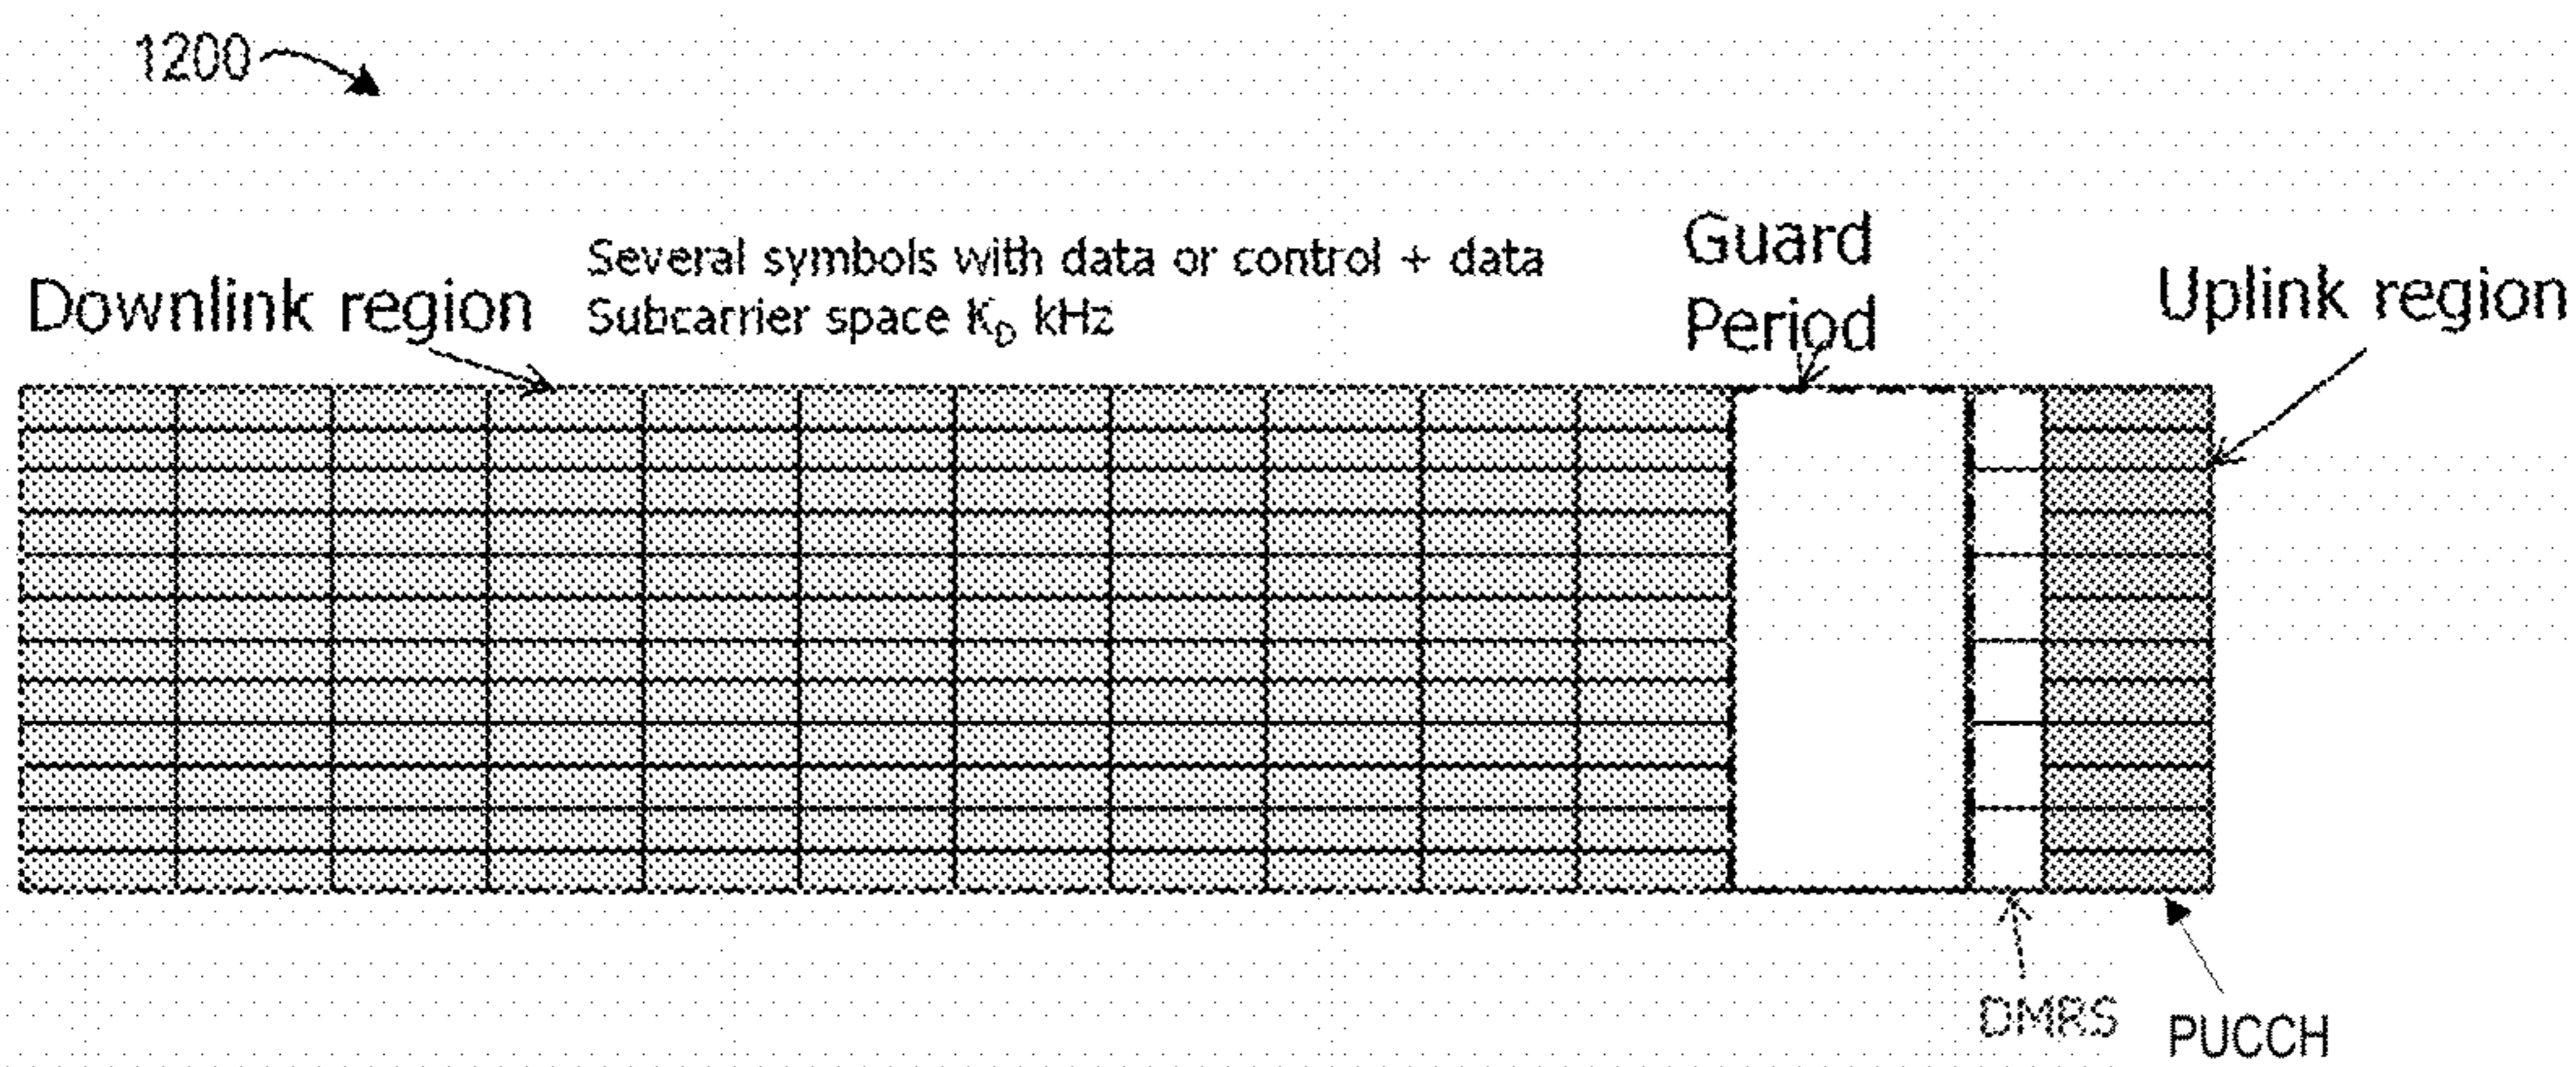 1200
Several symbols with data or control + data
Downlink region
Subcarrier space K_D kHz
Guard
Period
Uplink region
DMRS
PUCCH